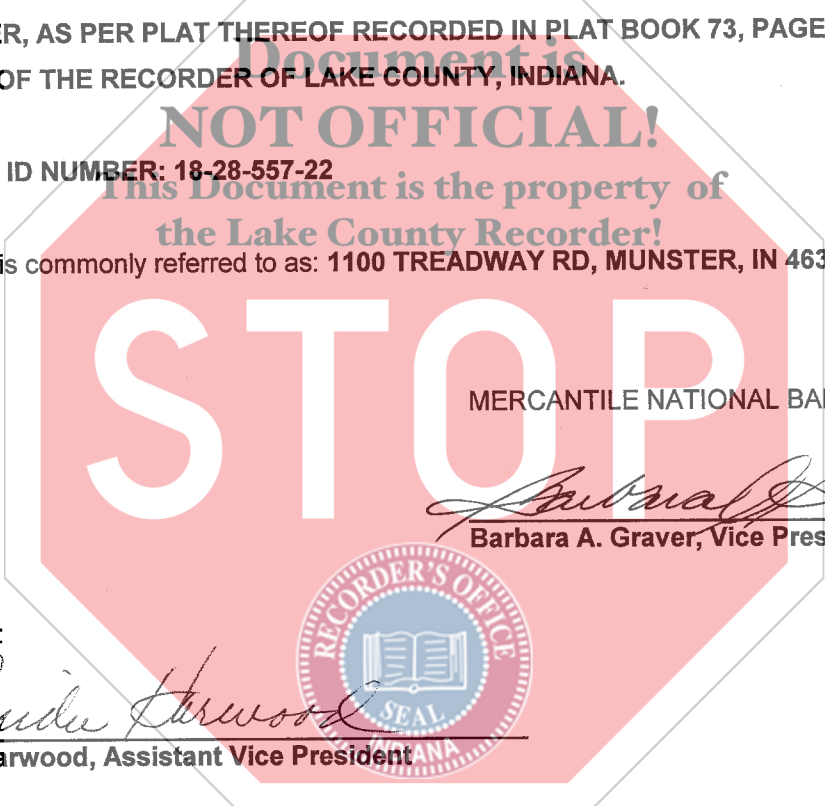 ER, AS PER PLAT THEREOF RECORDED IN PLAT BOOK 73, PAGE
Document is
OF THE RECORDER OF LAKE COUNTY, INDIANA.
NOT OFFICIAL!
ID NUMBER: 18-28-557-22
This Document is the property of
the Lake County Recorder!
is commonly referred to as: 1100 TREADWAY RD, MUNSTER, IN 463
STOP
MERCANTILE NATIONAL BA
Barbara A. Graver, Vice Pres
RECORDER'S OFFICE
SEAL
INDIANA
Harwood
arwood, Assistant Vice President